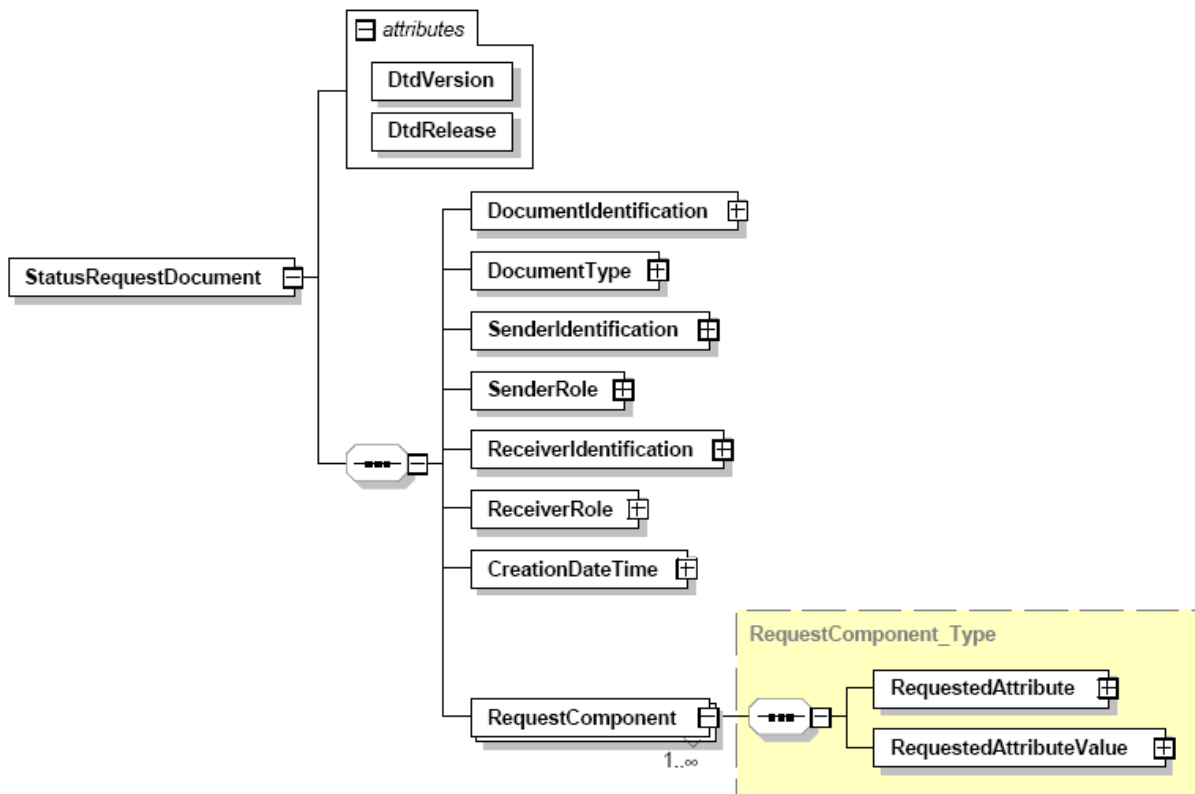 attributes
DtdVersion
DtdRelease
StatusRequestDocument
DocumentIdentification
DocumentType
SenderIdentification
SenderRole
ReceiverIdentification
ReceiverRole
CreationDateTime
RequestComponent
1..∞
RequestComponent_Type
RequestedAttribute
RequestedAttributeValue